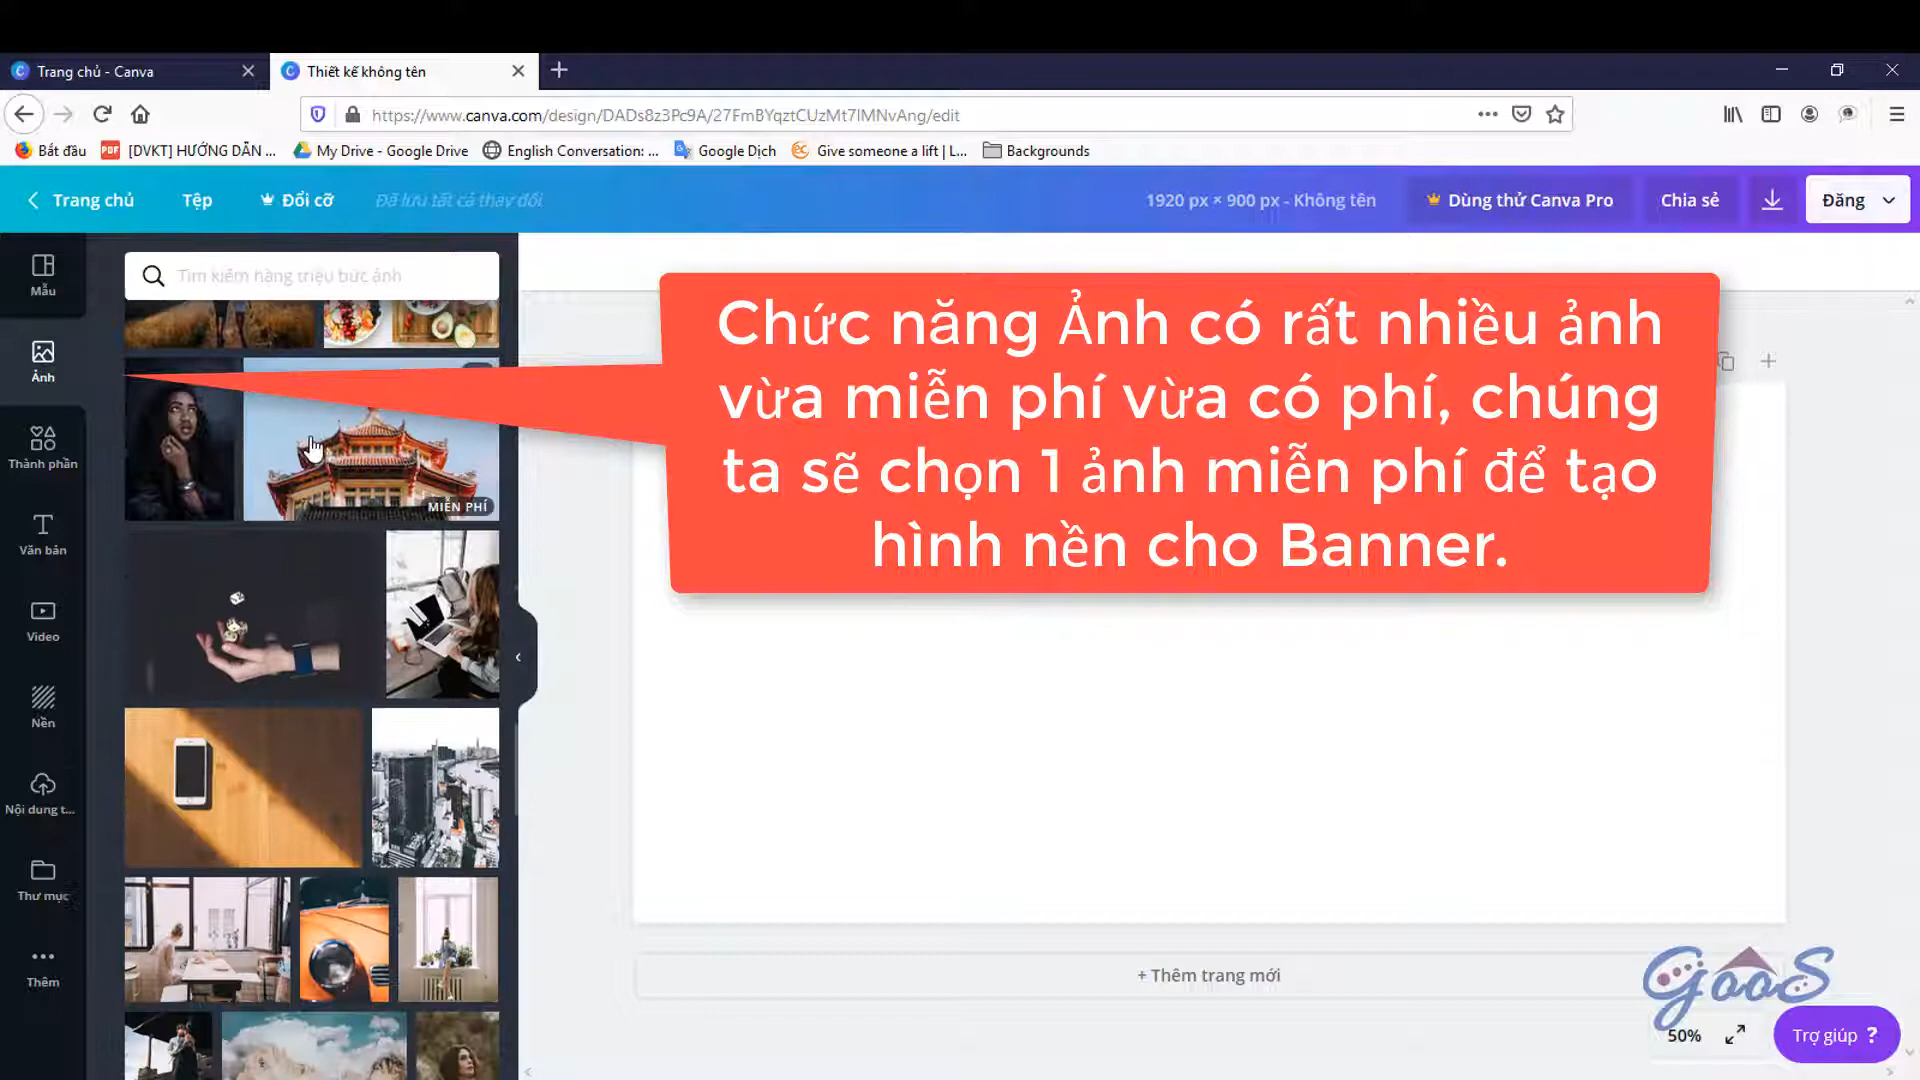 Trang chủ - Canva
Thiết kế không tên
https://www.canva.com/design/DADs8z3Pc9A/27FmBYqztCUzMt7lMNvAng/edit
Bắt đầu
[DVKT] HƯỚNG DẪN ...
My Drive - Google Drive
English Conversation: ...
Google Dịch
Give someone a lift | L...
Backgrounds
Trang chủ
Tệp
Đổi cỡ
Đã lưu tất cả thay đổi
1920 px × 900 px - Không tên
Dùng thử Canva Pro
Chia sẻ
Đăng
Mẫu
Tìm kiếm hàng triệu bức ảnh
Ảnh
Thành phần
Văn bản
Video
Nền
Nội dung t...
Thư mục
Thêm
MIỄN PHÍ
Chức năng Ảnh có rất nhiều ảnh
vừa miễn phí vừa có phí, chúng
ta sẽ chọn 1 ảnh miễn phí để tạo
hình nền cho Banner.
+ Thêm trang mới
GooS
50%
Trợ giúp ?